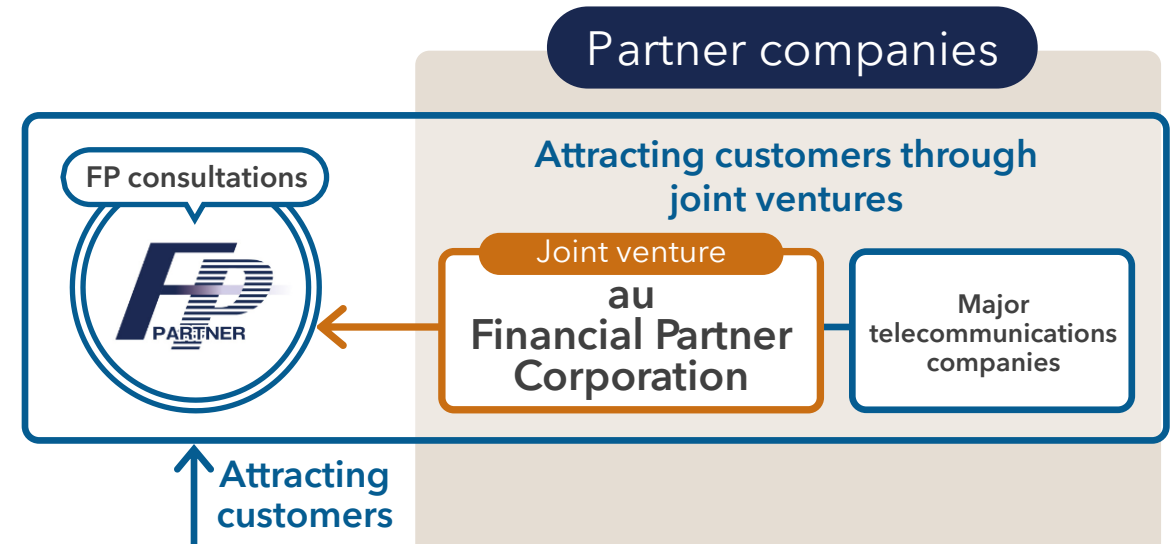 Partner companies
Attracting customers through
joint ventures
FP consultations
FP
PARTNER
Joint venture
au
Financial Partner
Corporation
Major
telecommunications
companies
Attracting
customers